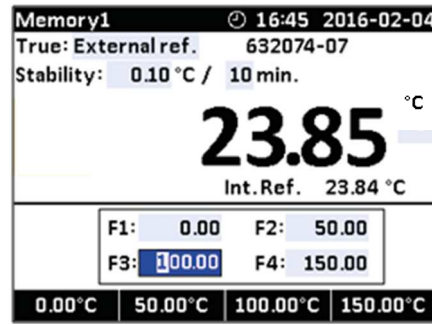 Memory1 16:45 2016-02-04
True: External ref. 632074-07
Stability: 0.10 °C / 10 min.
°C
23.85
Int.Ref. 23.84 °C
F1: 0.00 F2: 50.00
F3: 100.00 F4: 150.00
0.00°C 50.00°C 100.00°C 150.00°C